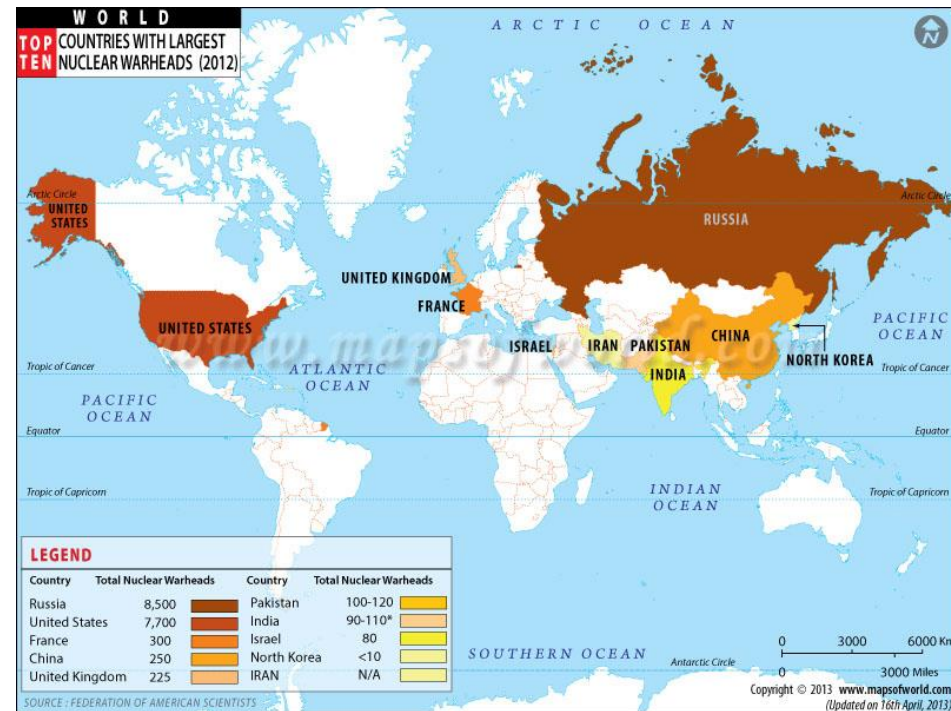 WORLD
TOP TEN COUNTRIES WITH LARGEST NUCLEAR WARHEADS (2012)
N
ARCTIC OCEAN
Arctic Circle
Arctic Circle
UNITED STATES
RUSSIA
UNITED KINGDOM
FRANCE
UNITED STATES
ISRAEL
IRAN
PAKISTAN
CHINA
INDIA
NORTH KOREA
PACIFIC OCEAN
www.mapsofworld.com
Tropic of Cancer
Tropic of Cancer
ATLANTIC OCEAN
PACIFIC OCEAN
Equator
Equator
Tropic of Capricorn
Tropic of Capricorn
INDIAN OCEAN
LEGEND
Country Total Nuclear Warheads Country Total Nuclear Warheads
Russia 8,500 Pakistan 100-120
United States 7,700 India 90-110*
France 300 Israel 80
China 250 North Korea <10
United Kingdom 225 IRAN N/A
SOURCE : FEDERATION OF AMERICAN SCIENTISTS
SOUTHERN OCEAN
Antarctic Circle
0 3000 6000 Km
0 3000 Miles
Copyright © 2013 www.mapsofworld.com
(Updated on 16th April, 2013)